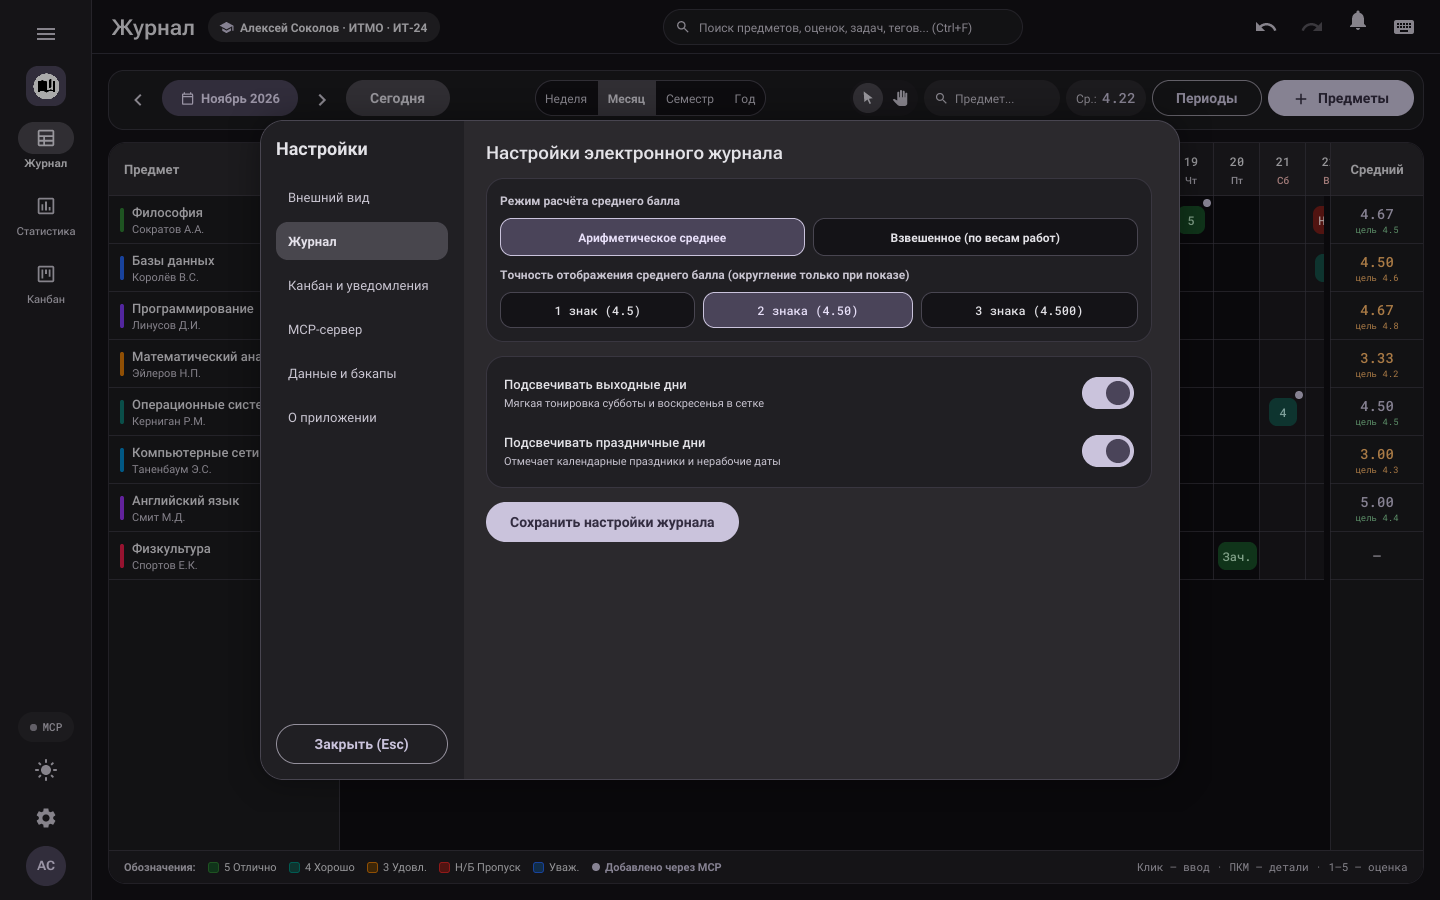 Журнал
Алексей Соколов · ИТМО · ИТ-24
Поиск предметов, оценок, задач, тегов... (Ctrl+F)
Ноябрь 2026
Сегодня
Неделя
Месяц
Семестр
Год
Предмет...
Ср.: 4.22
Периоды
Предметы
Журнал
Статистика
Канбан
MCP
АС
Предмет
Философия
Сократов А.А.
Базы данных
Королёв В.С.
Программирование
Линусов Д.И.
Математический ана
Эйлеров Н.П.
Операционные систе
Керниган Р.М.
Компьютерные сети
Таненбаум Э.С.
Английский язык
Смит М.Д.
Физкультура
Спортов Е.К.
Настройки
Внешний вид
Журнал
Канбан и уведомления
MCP-сервер
Данные и бэкапы
О приложении
Закрыть (Esc)
Настройки электронного журнала
Режим расчёта среднего балла
Арифметическое среднее
Взвешенное (по весам работ)
Точность отображения среднего балла (округление только при показе)
1 знак (4.5)
2 знака (4.50)
3 знака (4.500)
Подсвечивать выходные дни
Мягкая тонировка субботы и воскресенья в сетке
Подсвечивать праздничные дни
Отмечает календарные праздники и нерабочие даты
Сохранить настройки журнала
19
Чт
20
Пт
21
Сб
2
В
Средний
5
Н
4.67
цель 4.5
4.50
цель 4.6
4.67
цель 4.8
3.33
цель 4.2
4
4.50
цель 4.5
3.00
цель 4.3
5.00
цель 4.4
Зач.
—
Обозначения:
5 Отлично
4 Хорошо
3 Удовл.
Н/Б Пропуск
Уваж.
Добавлено через MCP
Клик — ввод · ПКМ — детали · 1–5 — оценка